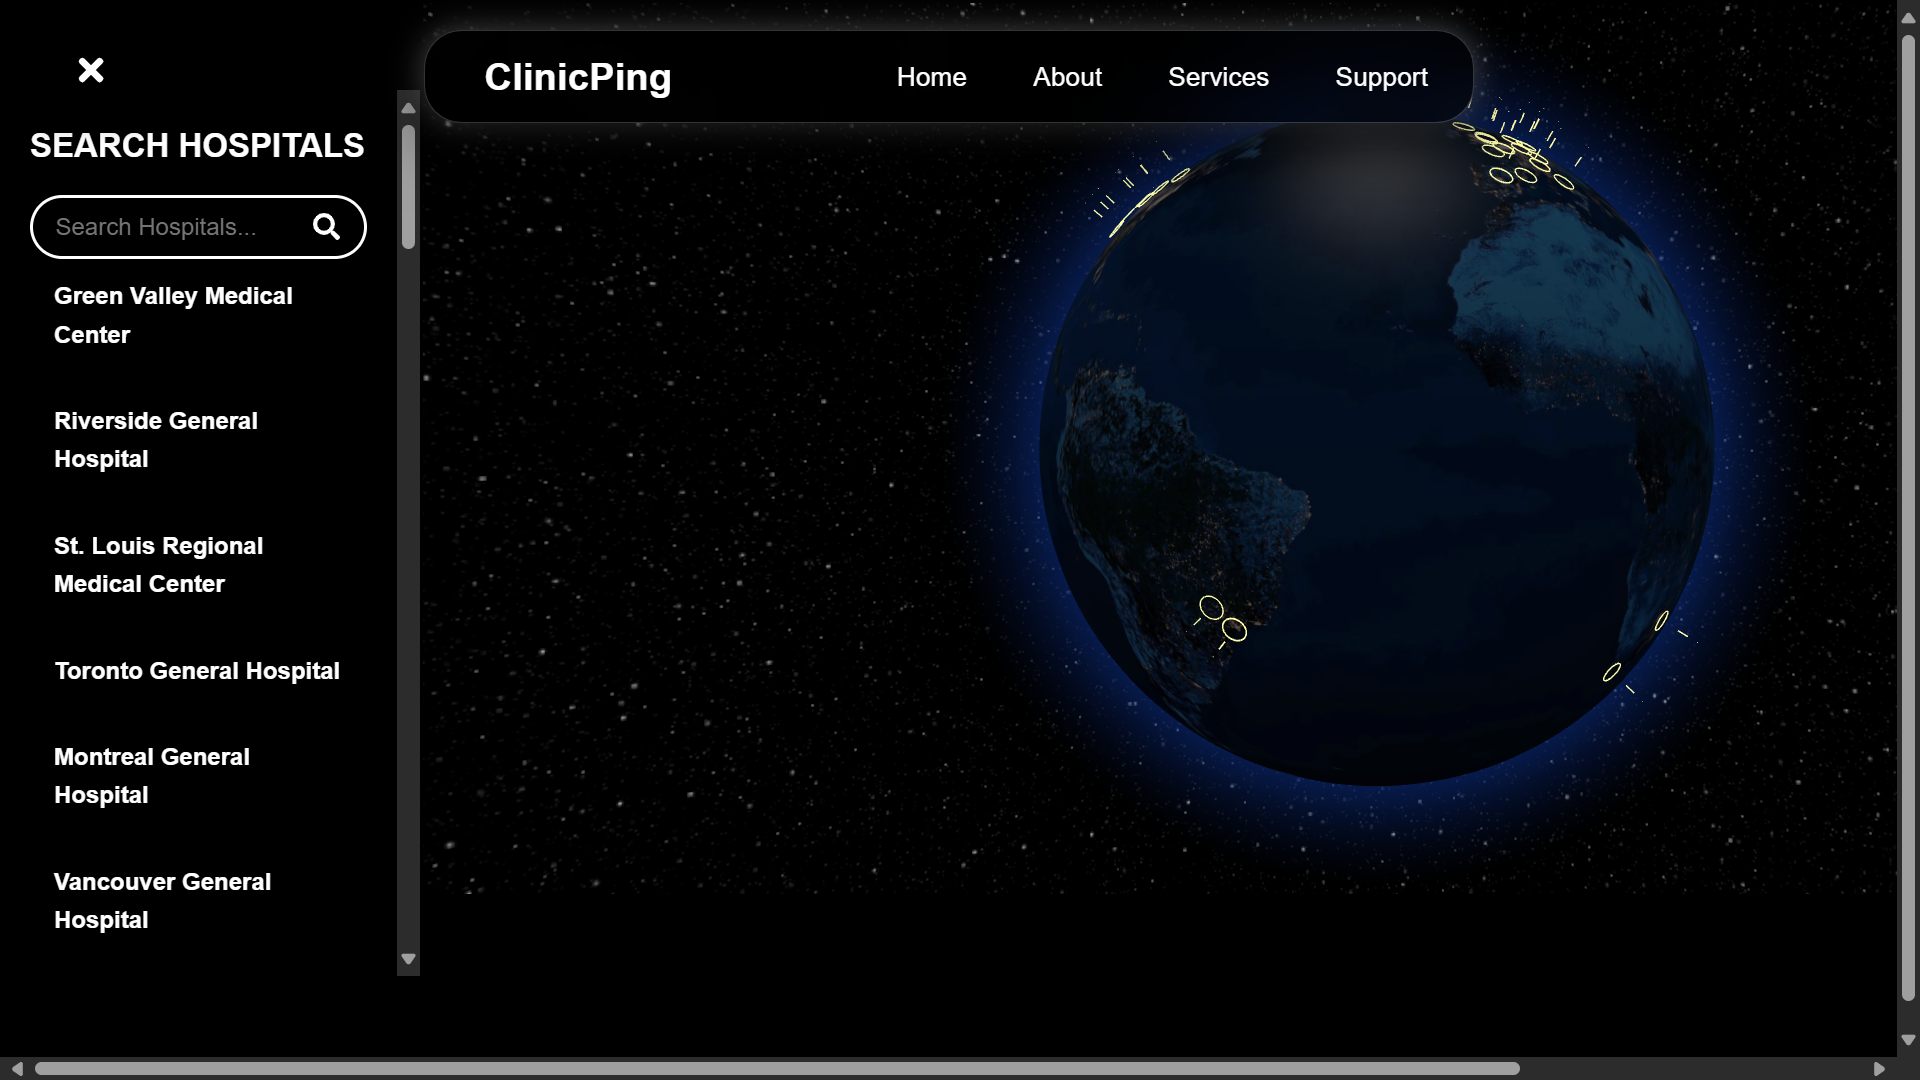 ClinicPing
Home
About
Services
Support
SEARCH HOSPITALS
Search Hospitals...
Green Valley Medical
Center
Riverside General
Hospital
St. Louis Regional
Medical Center
Toronto General Hospital
Montreal General
Hospital
Vancouver General
Hospital